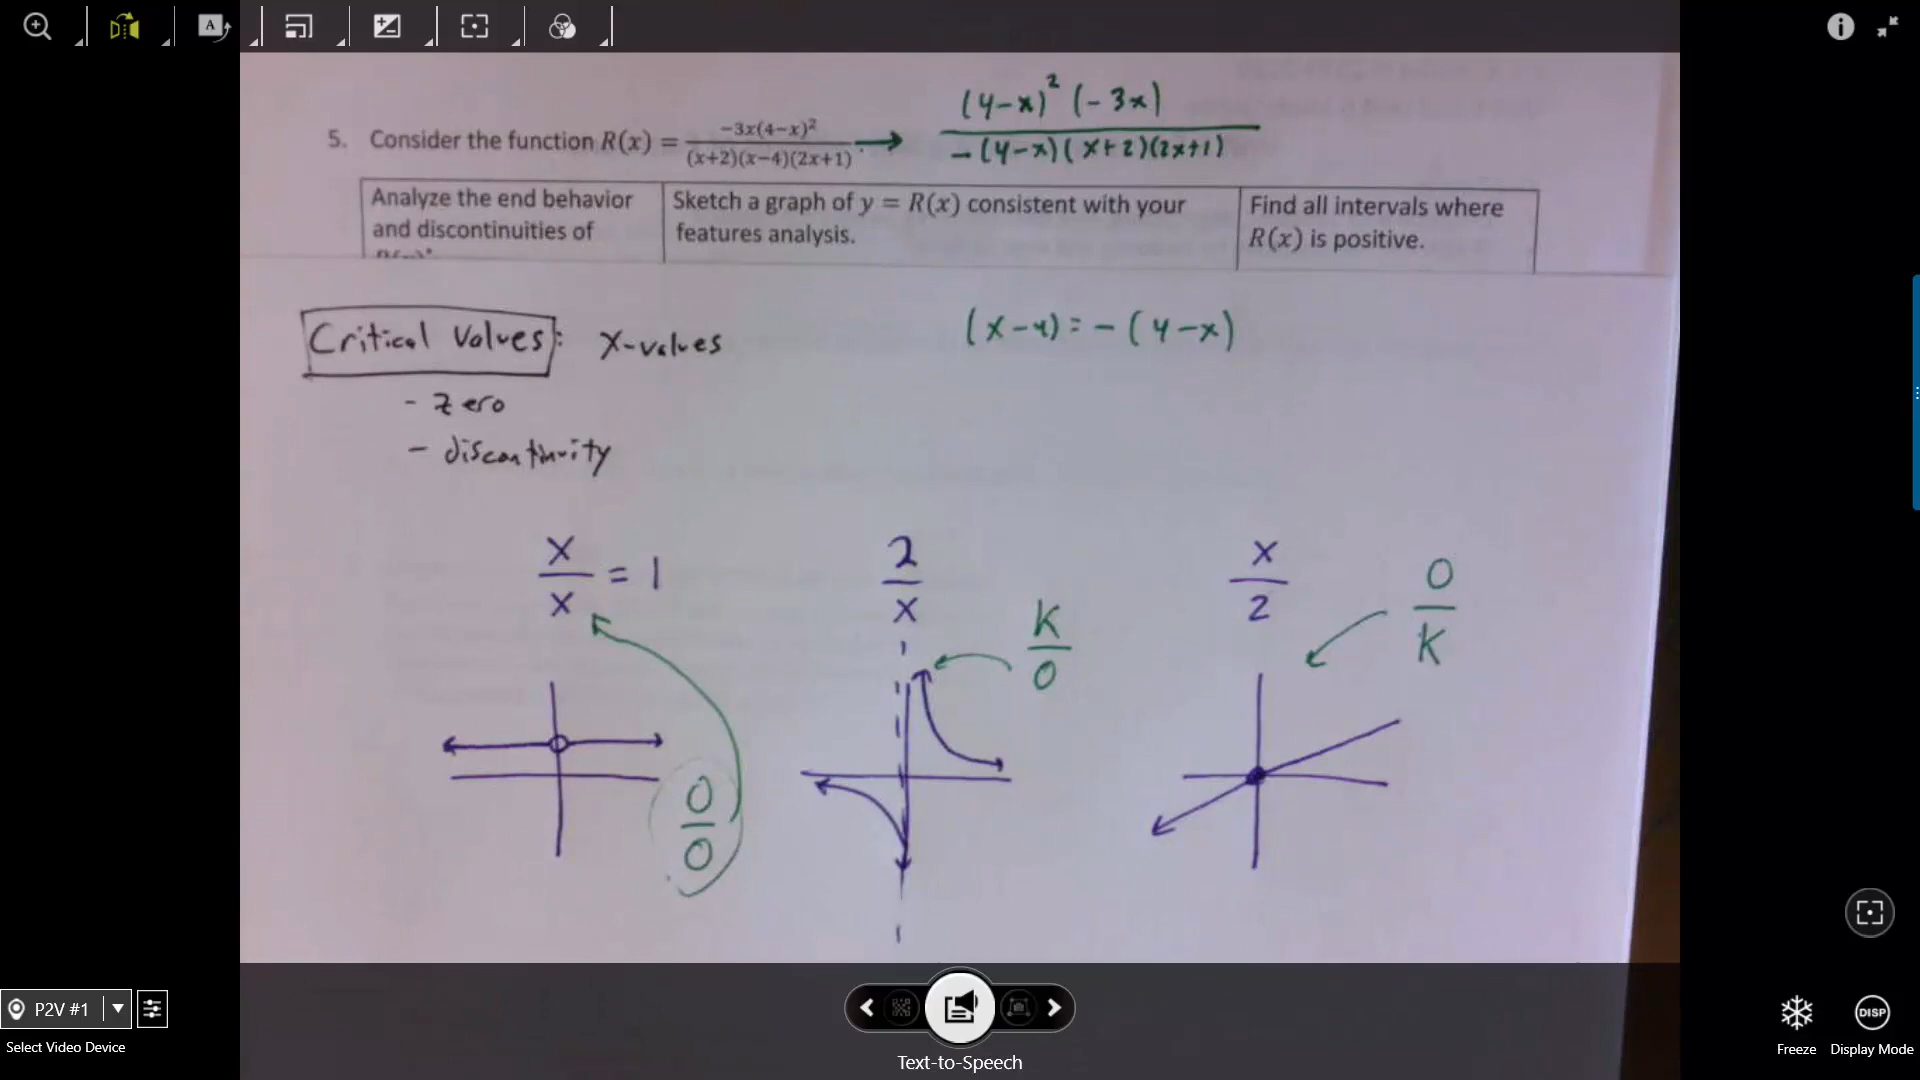 (4-x)² (-3x)
5. Consider the function R(x) = -3x(4-x)² / (x+2)(x-4)(2x+1). → -(4-x)(x+2)(2x+1)
Analyze the end behavior and discontinuities of
Sketch a graph of y = R(x) consistent with your features analysis.
Find all intervals where R(x) is positive.
(x-4) = -(4-x)
Critical Values: x-values
- zero
- discontinuity
x/x = 1
2/x
K/0
x/2
0/K
0/0
P2V #1
Select Video Device
Text-to-Speech
Freeze
DISP
Display Mode